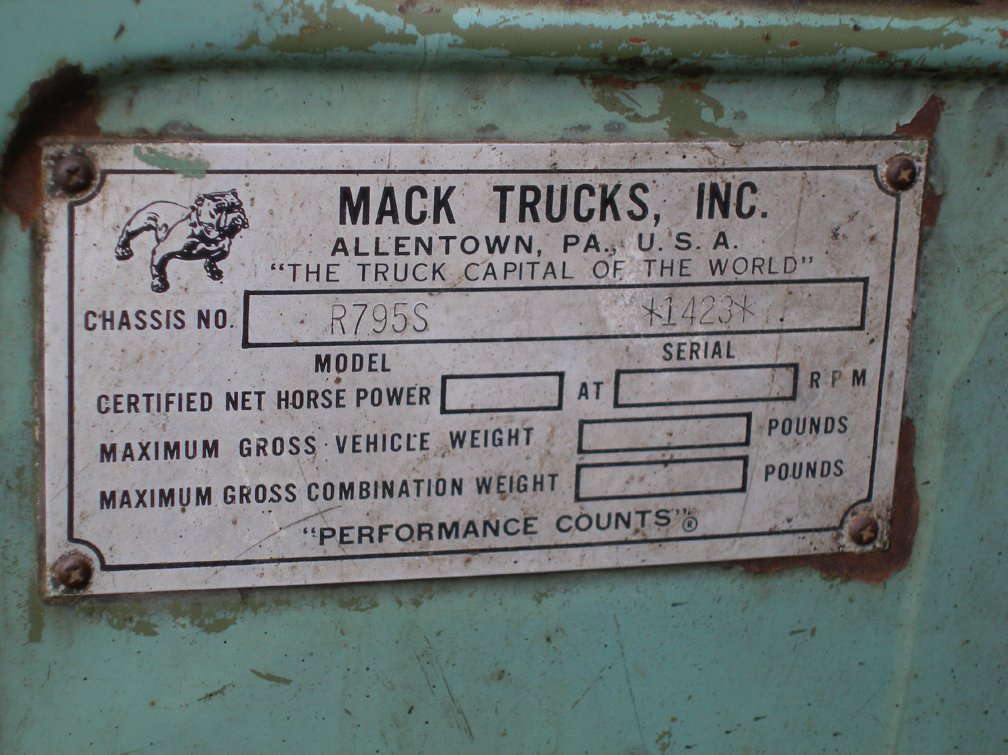 MACK TRUCKS, INC.
ALLENTOWN, PA., U. S. A.
"THE TRUCK CAPITAL OF THE WORLD"
CHASSIS NO. R795S *1423*
MODEL SERIAL
CERTIFIED NET HORSE POWER AT RPM
MAXIMUM GROSS VEHICLE WEIGHT POUNDS
MAXIMUM GROSS COMBINATION WEIGHT POUNDS
"PERFORMANCE COUNTS"®